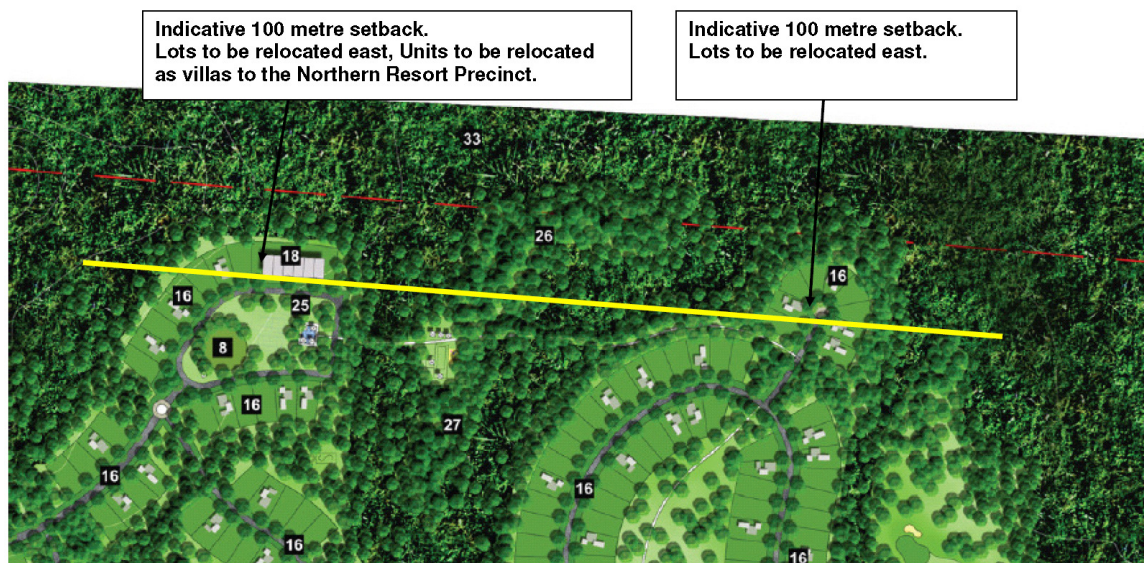 Indicative 100 metre setback.
Lots to be relocated east, Units to be relocated
as villas to the Northern Resort Precinct.
Indicative 100 metre setback.
Lots to be relocated east.
33
26
18
16
16
25
8
16
27
16
16
16
16